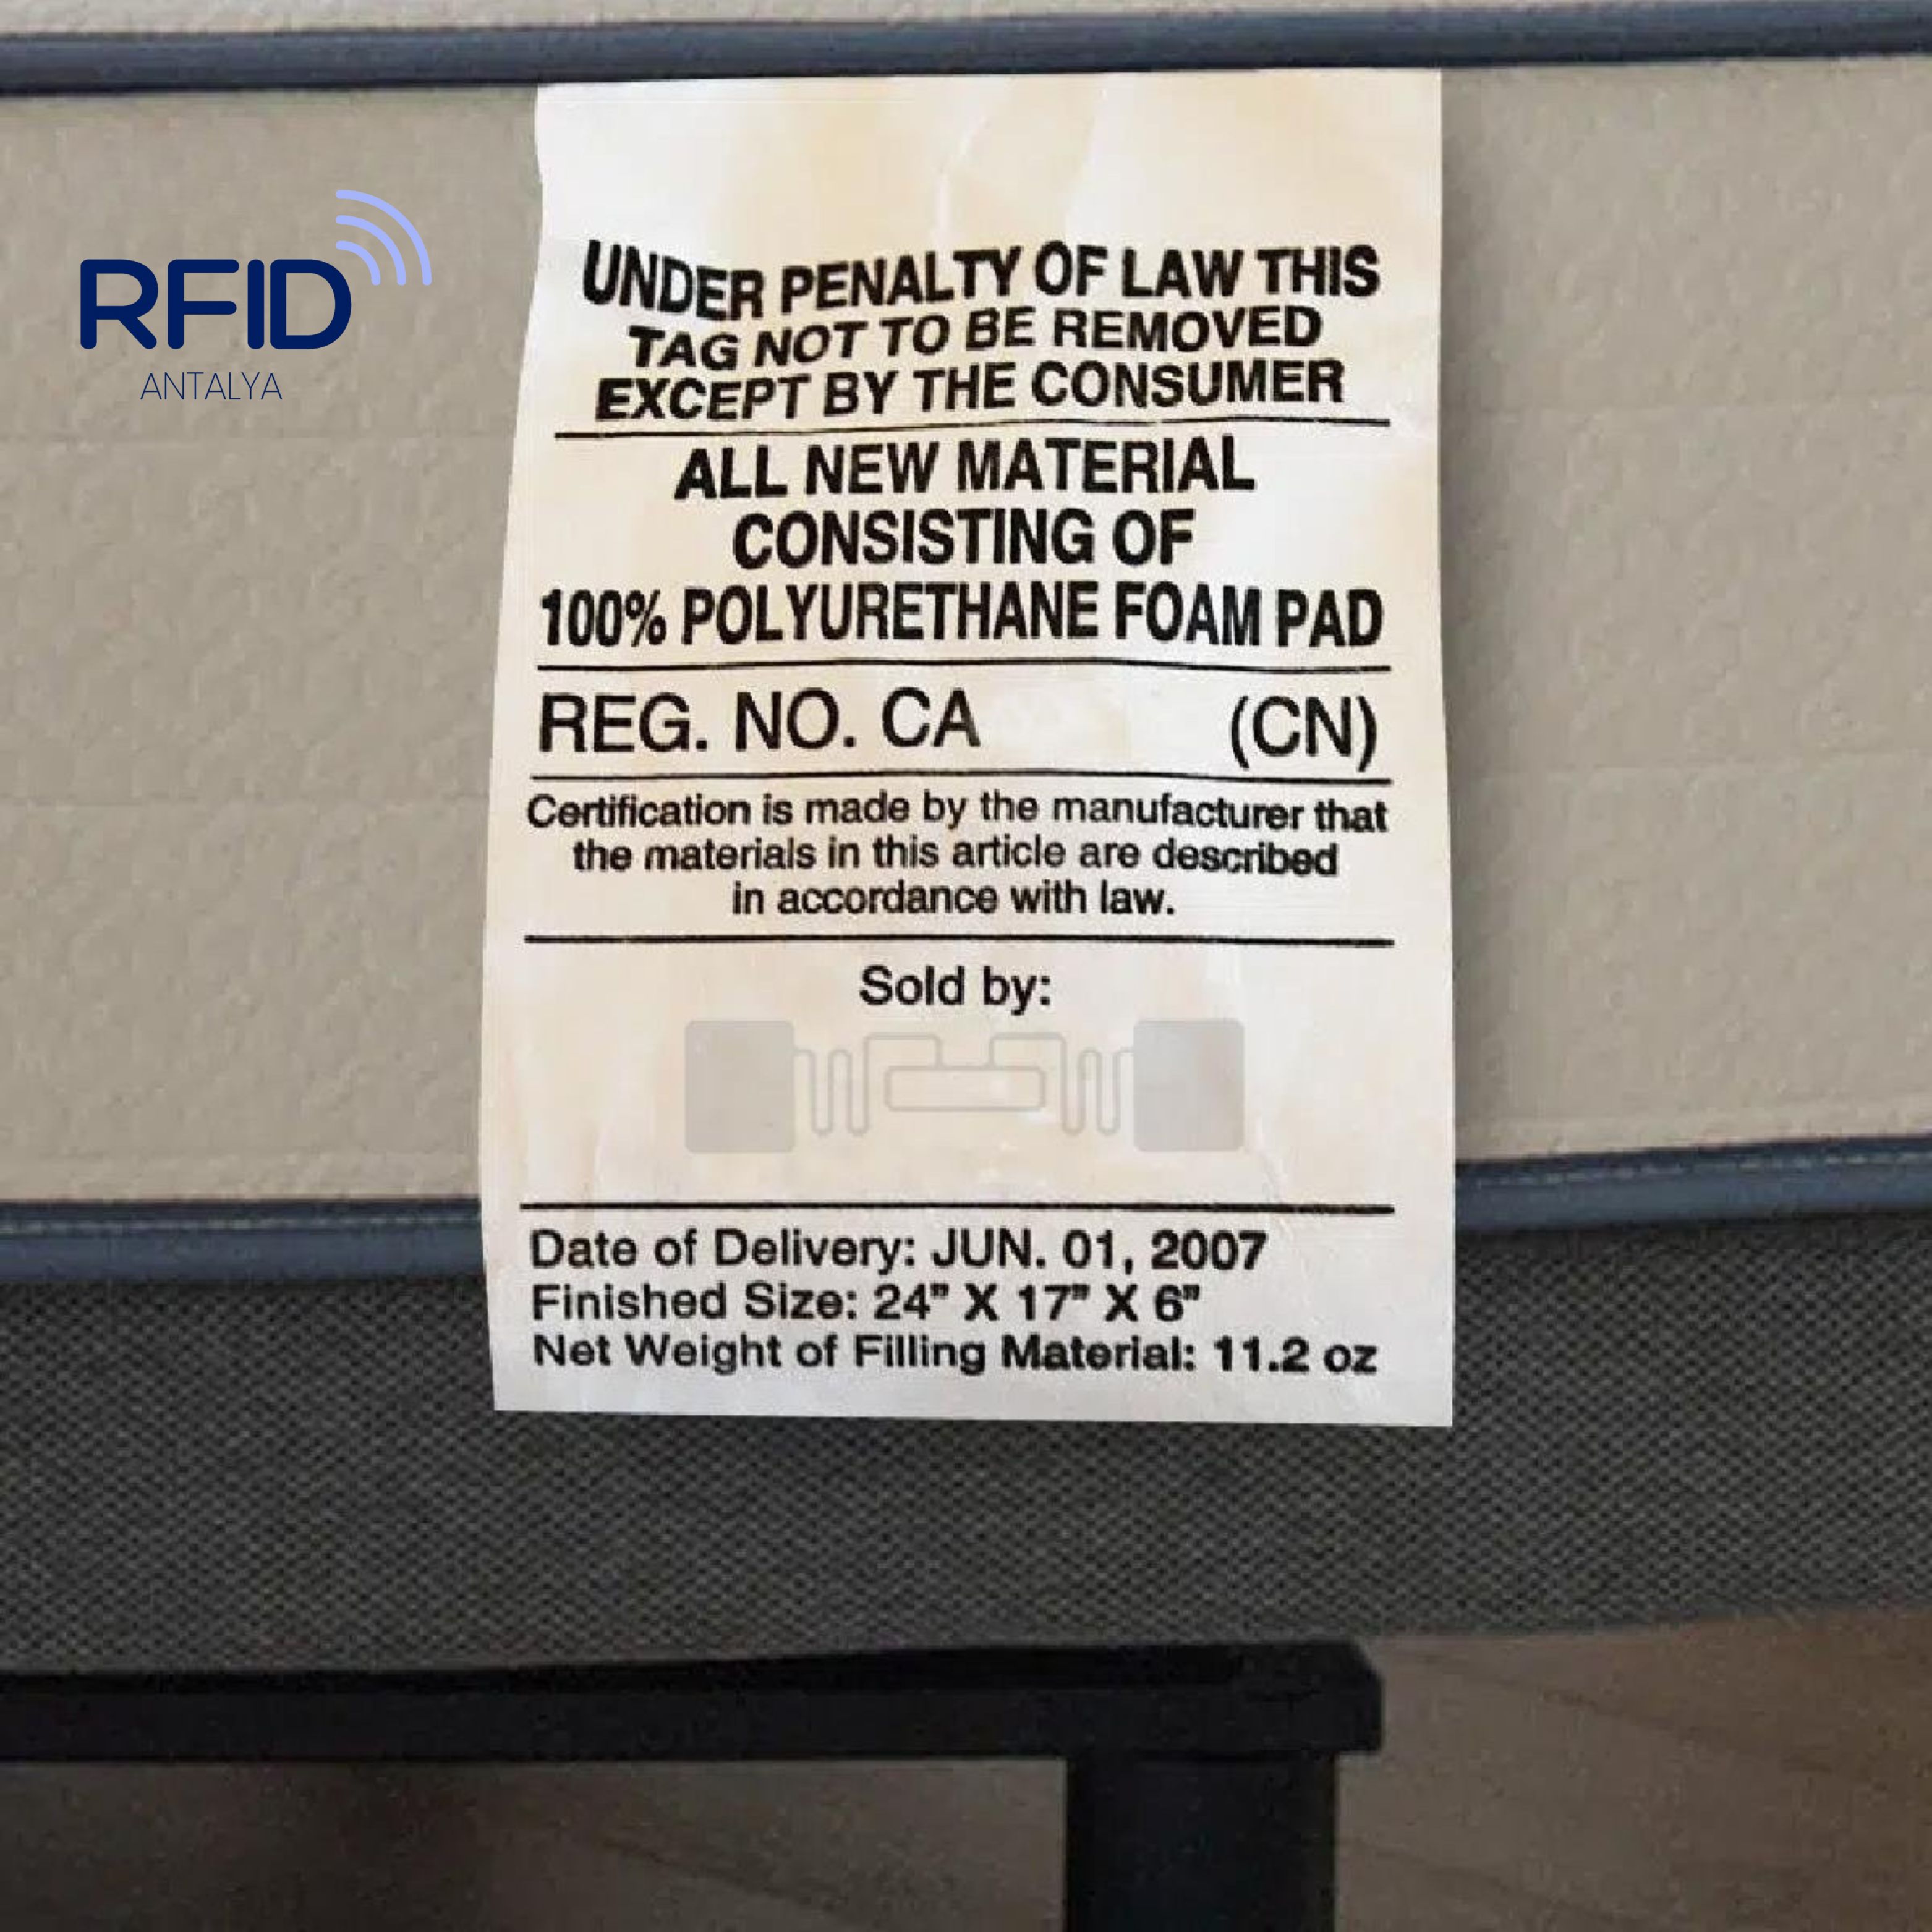 RFID
ANTALYA
UNDER PENALTY OF LAW THIS
TAG NOT TO BE REMOVED
EXCEPT BY THE CONSUMER
ALL NEW MATERIAL
CONSISTING OF
100% POLYURETHANE FOAM PAD
REG. NO. CA (CN)
Certification is made by the manufacturer that
the materials in this article are described
in accordance with law.
Sold by:
Date of Delivery: JUN. 01, 2007
Finished Size: 24" X 17" X 6"
Net Weight of Filling Material: 11.2 oz